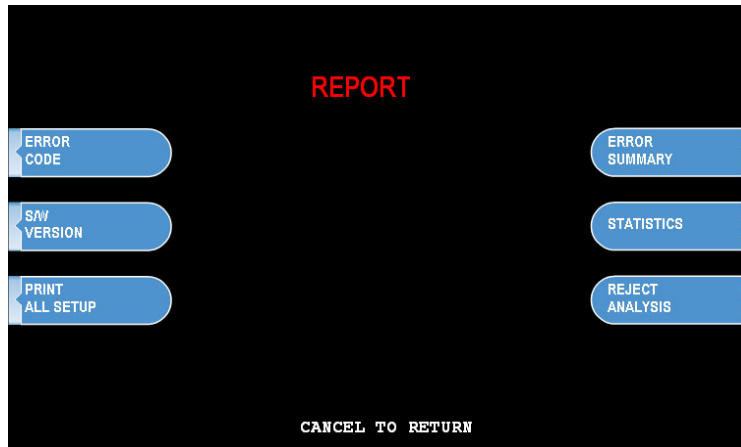 REPORT
ERROR
CODE
ERROR
SUMMARY
S/W
VERSION
STATISTICS
PRINT
ALL SETUP
REJECT
ANALYSIS
CANCEL TO RETURN